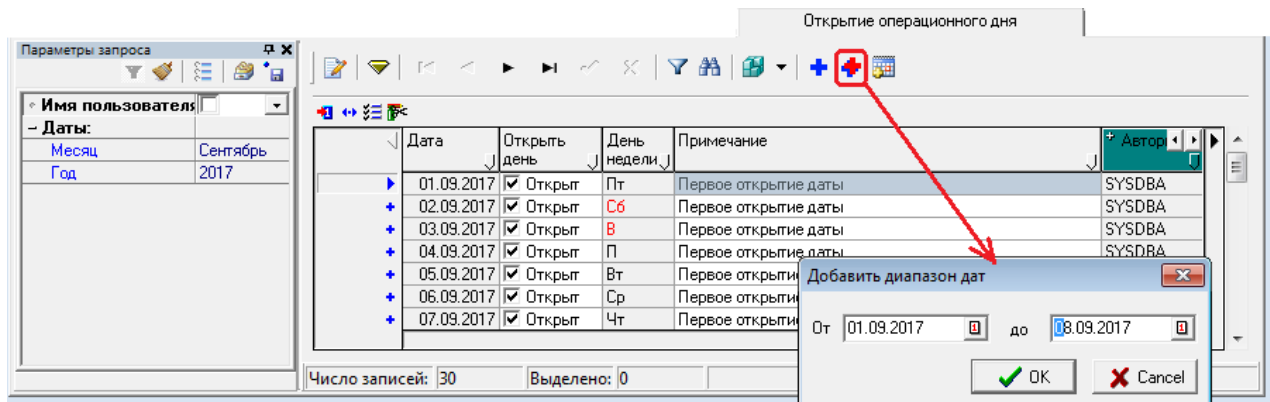 Открытие операционного дня
Параметры запроса
Имя пользователя
Даты:
Месяц Сентябрь
Год 2017
Дата Открыть день День недели Примечание
01.09.2017 Открыт Пт Первое открытие даты SYSDBA
02.09.2017 Открыт Сб Первое открытие даты SYSDBA
03.09.2017 Открыт В Первое открытие даты SYSDBA
04.09.2017 Открыт П Первое открытие даты SYSDBA
05.09.2017 Открыт Вт Первое
06.09.2017 Открыт Ср Первое
07.09.2017 Открыт Чт Первое
Добавить диапазон дат
От 01.09.2017 до 08.09.2017
OK Cancel
Число записей: 30 Выделено: 0